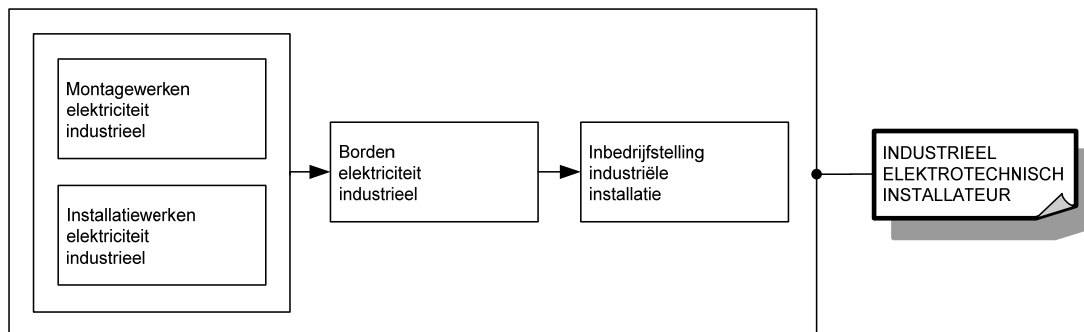 Montagewerken
elektriciteit
industrieel
Installatiewerken
elektriciteit
industrieel
Borden
elektriciteit
industrieel
Inbedrijfstelling
industriële
installatie
INDUSTRIEEL
ELEKTROTECHNISCH
INSTALLATEUR